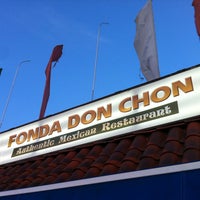 FONDA DON CHON
Authentic Mexican Restaurant